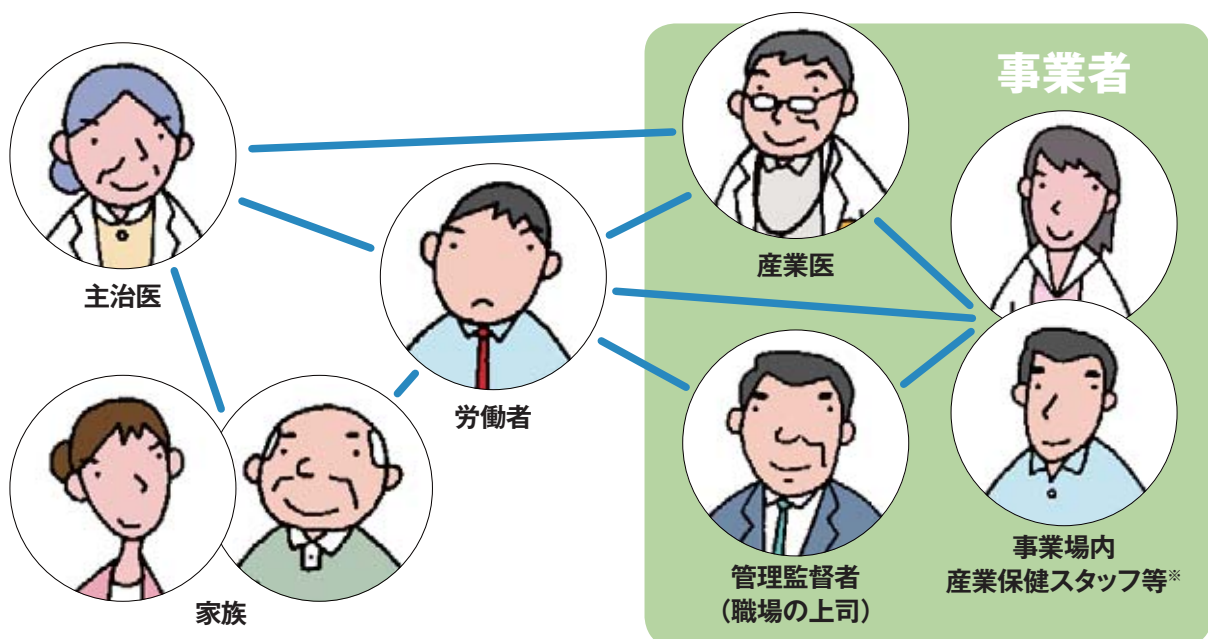 事業者
主治医
産業医
労働者
家族
管理監督者
（職場の上司）
事業場内
産業保健スタッフ等※